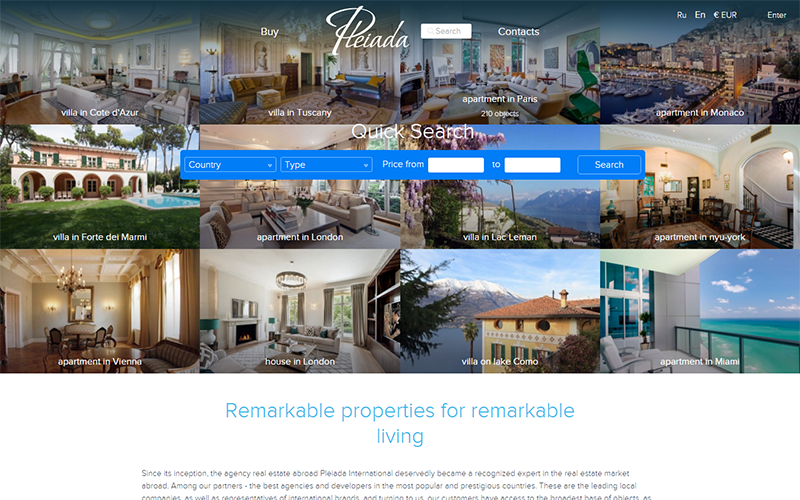 Buy
Pleiada
Search
Contacts
Ru En € EUR
Enter
villa in Cote d'Azur
villa in Tuscany
apartment in Paris
210 objects
apartment in Monaco
Quick Search
Country
Type
Price from
to
Search
villa in Forte dei Marmi
apartment in London
villa in Lac Leman
apartment in nyu-york
apartment in Vienna
house in London
villa on lake Como
apartment in Miami
Remarkable properties for remarkable
living
Since its inception, the agency real estate abroad Pleiada International deservedly became a recognized expert in the real estate market
abroad. Among our partners - the best agencies and developers in the most popular and prestigious countries. These are the leading local
companies, as well as representatives of international brands, and turning to us, our customers have access to the broadest base of objects, as